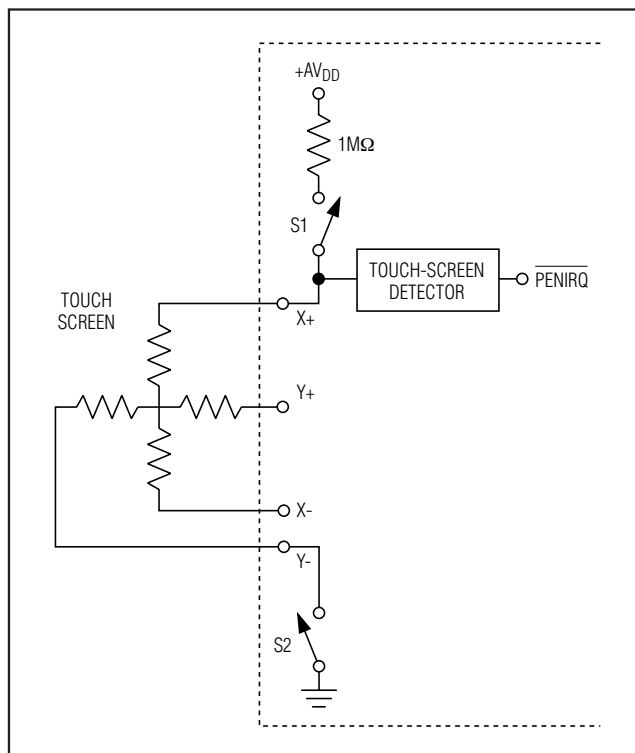 +AVDD
1MΩ
S1
TOUCH-SCREEN
DETECTOR
PENIRQ
TOUCH
SCREEN
X+
Y+
X-
Y-
S2